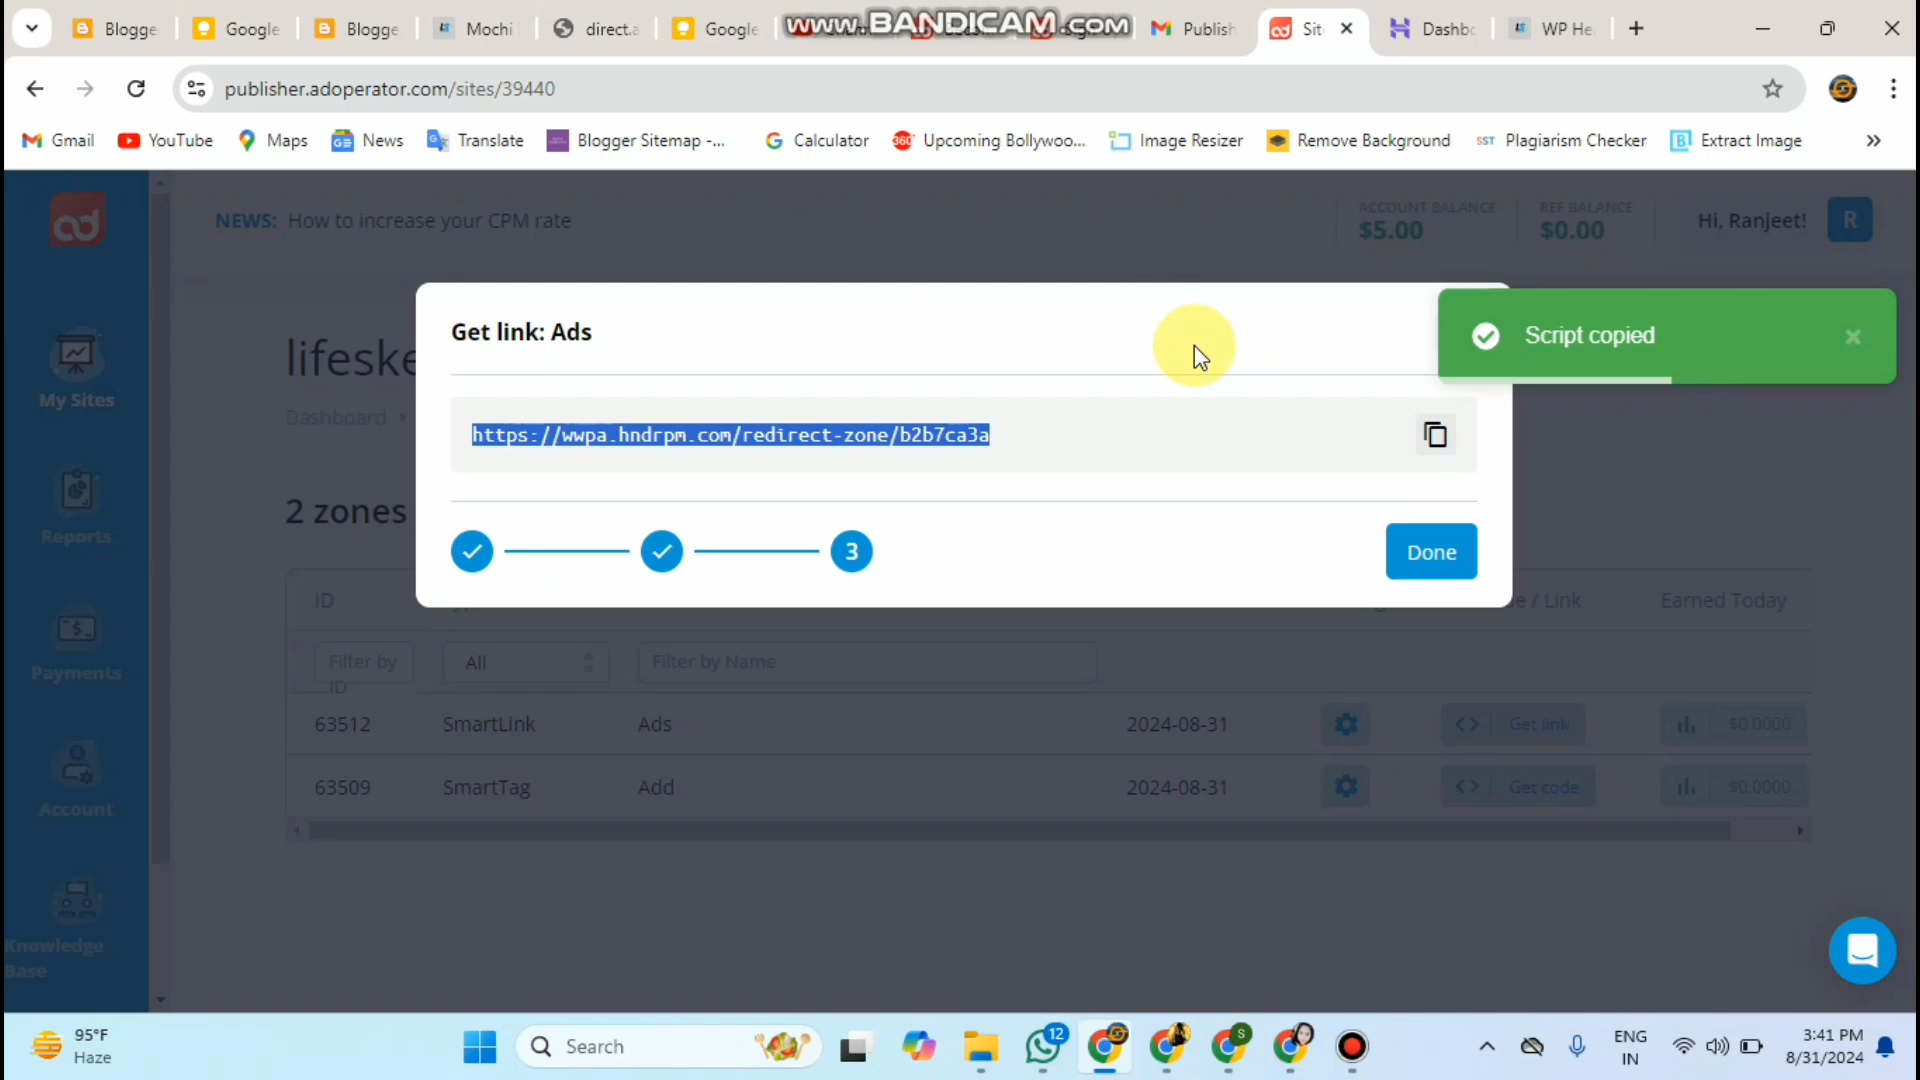 Blogge
Google
Blogge
Mochi
direct.a
Google
www.BANDICAM.com
Publish
Sit
Dashbo
WP He
publisher.adoperator.com/sites/39440
Gmail
YouTube
Maps
News
Translate
Blogger Sitemap -...
Calculator
Upcoming Bollywoo...
Image Resizer
Remove Background
Plagiarism Checker
Extract Image
NEWS: How to increase your CPM rate
ACCOUNT BALANCE
$5.00
REF BALANCE
$0.00
Hi, Ranjeet!
R
ad
My Sites
Reports
Payments
Account
Knowledge
Base
lifeske
Dashboard
Get link: Ads
Script copied
https://wwpa.hndrpm.com/redirect-zone/b2b7ca3a
3
Done
2 zones
ID
e / Link
Earned Today
Filter by
ID
All
Filter by Name
63512 SmartLink Ads 2024-08-31 Get link $0.0000
63509 SmartTag Add 2024-08-31 Get code $0.0000
95°F
Haze
Search
12
S
ENG
IN
3:41 PM
8/31/2024